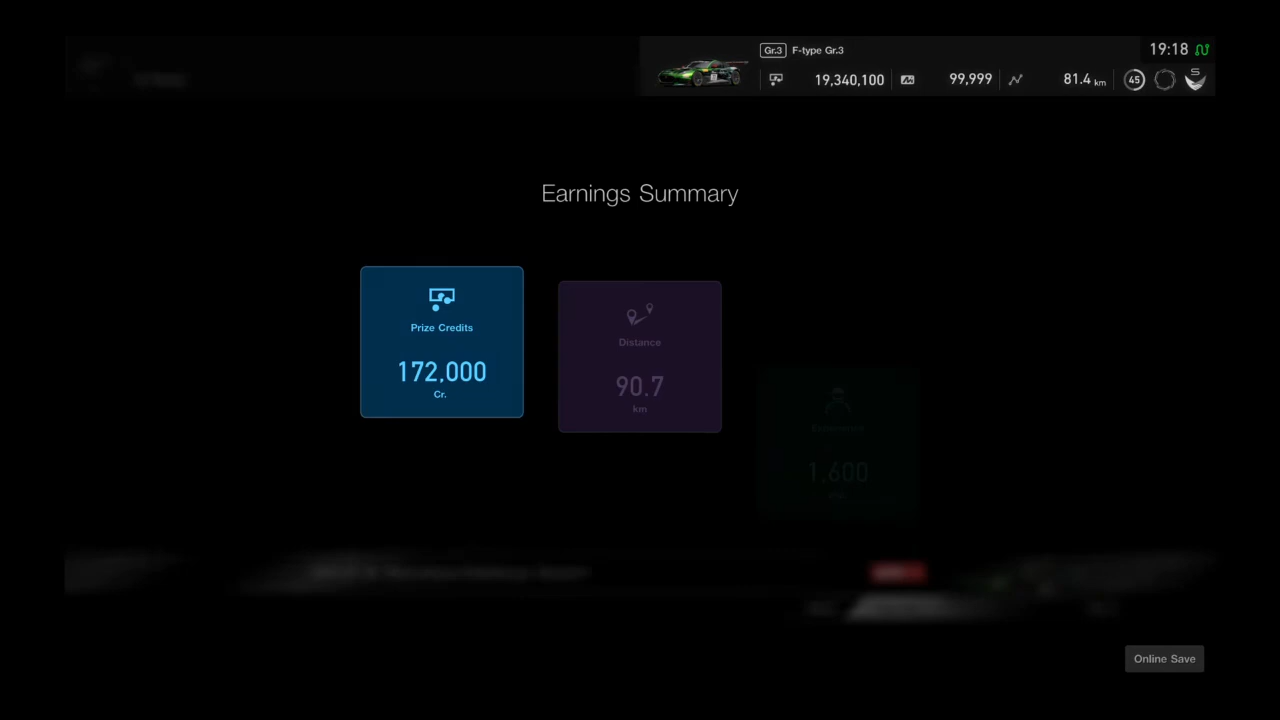 Gr.3 F-type Gr.3
19:18
19,340,100
99,999
81.4 km
45
S
Earnings Summary
Prize Credits
172,000
Cr.
Distance
90.7
km
1,600
Online Save